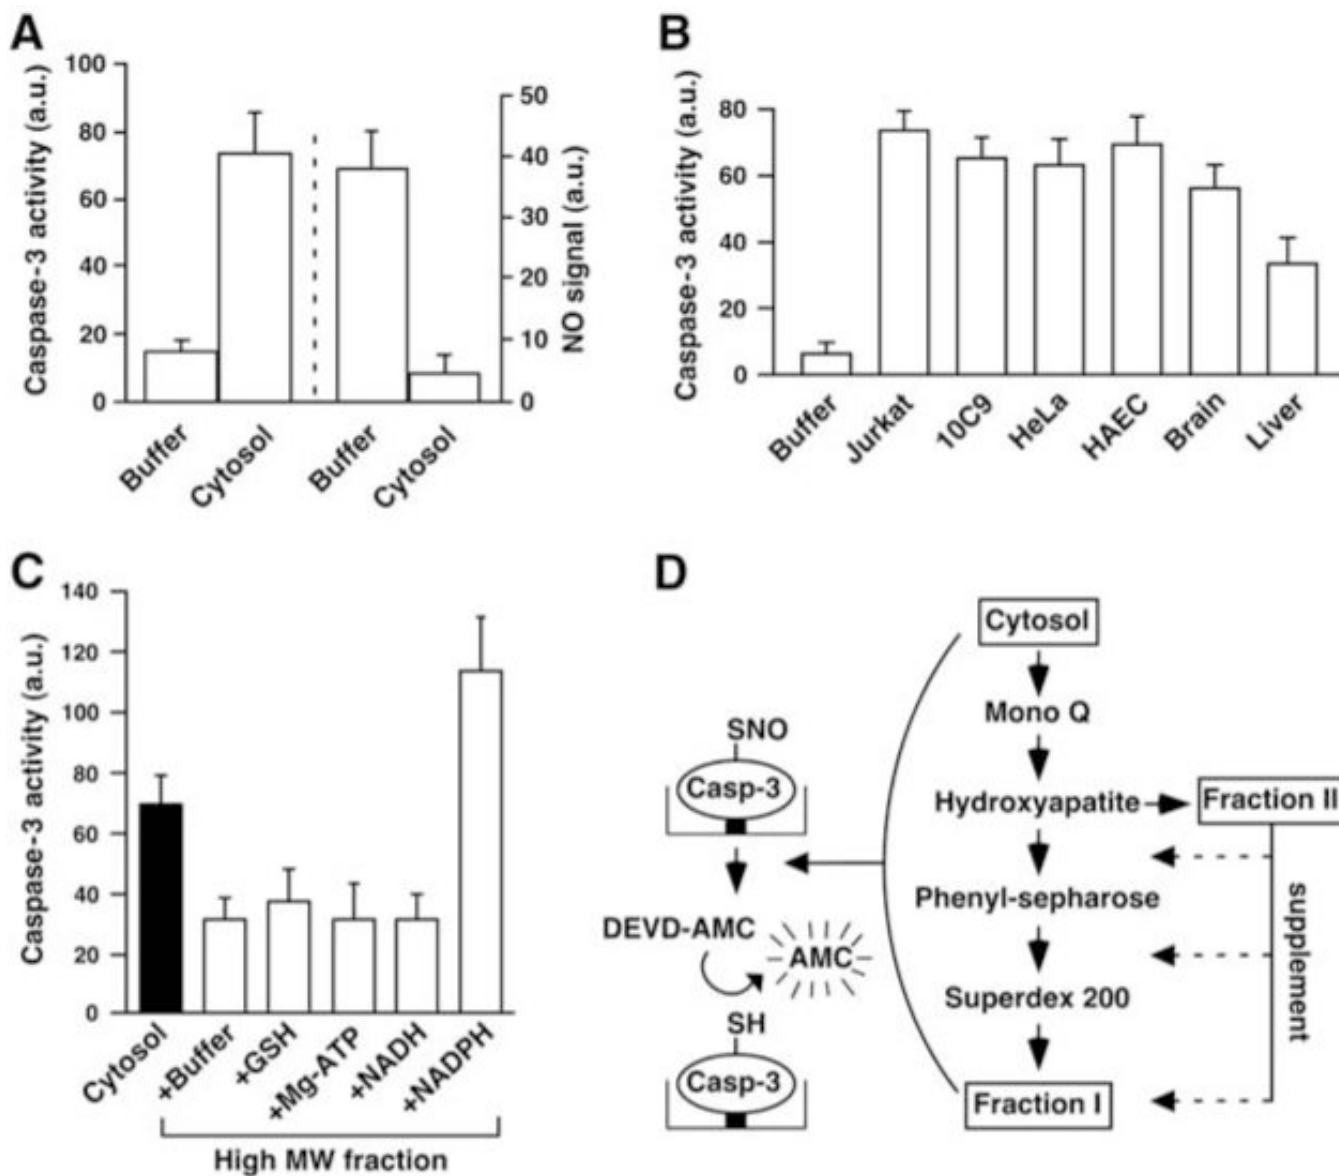 A
Caspase-3 activity (a.u.)
100
80
60
40
20
0
50
40
30
20
10
0
NO signal (a.u.)
Buffer
Cytosol
Buffer
Cytosol
B
Caspase-3 activity (a.u.)
80
60
40
20
0
Buffer
Jurkat
10C9
HeLa
HAEC
Brain
Liver
C
Caspase-3 activity (a.u.)
140
120
100
80
60
40
20
0
Cytosol
+Buffer
+GSH
+Mg-ATP
+NADH
+NADPH
High MW fraction
D
SNO
Casp-3
DEVD-AMC
AMC
SH
Casp-3
Cytosol
Mono Q
Hydroxyapatite
Fraction II
Phenyl-sepharose
Superdex 200
Fraction I
supplement